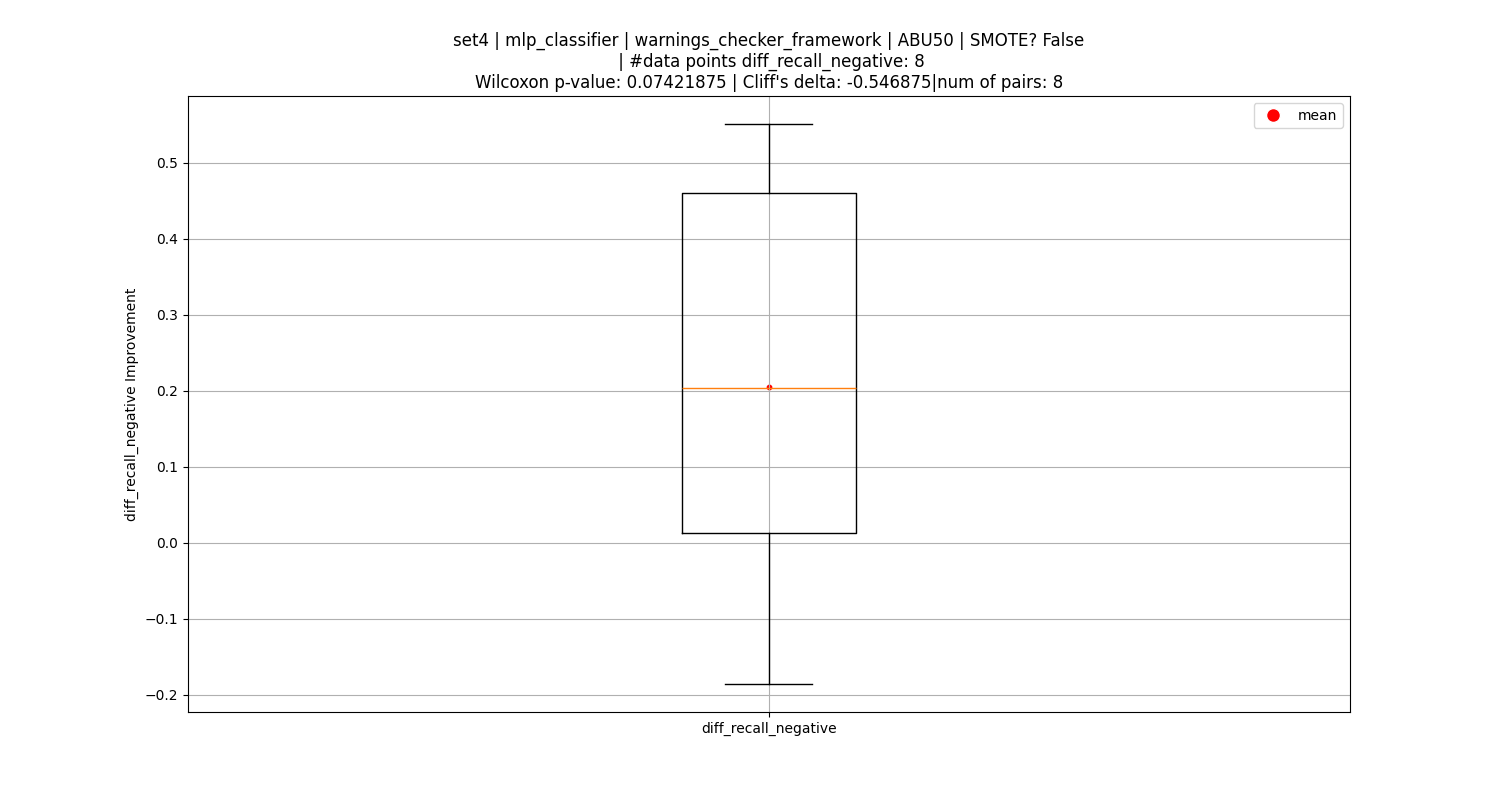 set4 | mlp_classifier | warnings_checker_framework | ABU50 | SMOTE? False
| #data points diff_recall_negative: 8
Wilcoxon p-value: 0.07421875 | Cliff's delta: -0.546875|num of pairs: 8
mean
0.5
0.4
0.3
0.2
0.1
0.0
−0.1
−0.2
diff_recall_negative Improvement
diff_recall_negative